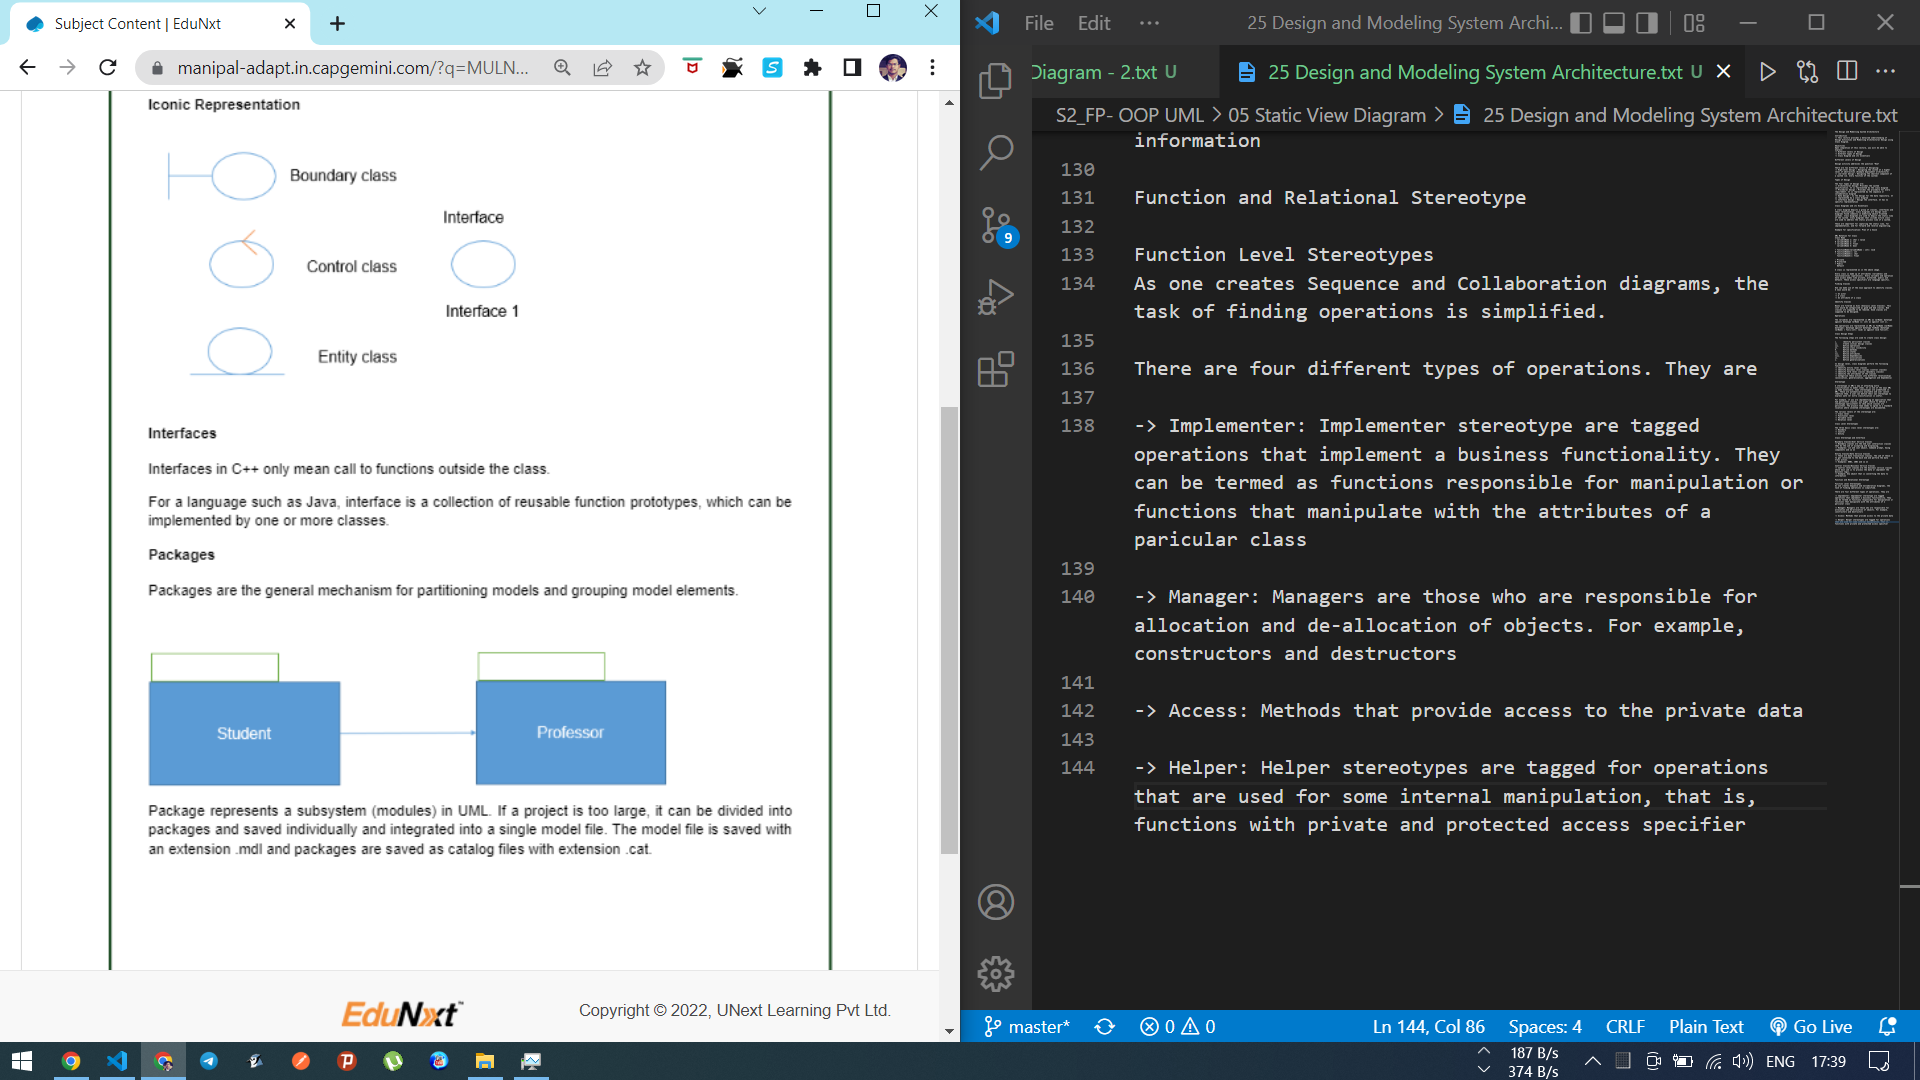 Subject Content | EduNxt
manipal-adapt.in.capgemini.com/?q=MULN...
Iconic Representation
Boundary class
Interface
Control class
Interface 1
Entity class
Interfaces
Interfaces in C++ only mean call to functions outside the class.
For a language such as Java, interface is a collection of reusable function prototypes, which can be
implemented by one or more classes.
Packages
Packages are the general mechanism for partitioning models and grouping model elements.
Student
Professor
Package represents a subsystem (modules) in UML. If a project is too large, it can be divided into
packages and saved individually and integrated into a single model file. The model file is saved with
an extension .mdl and packages are saved as catalog files with extension .cat.
EduNxt™
Copyright © 2022, UNext Learning Pvt Ltd.
File Edit ··· 25 Design and Modeling System Archi...
Diagram - 2.txt U
25 Design and Modeling System Architecture.txt U
S2_FP- OOP UML > 05 Static View Diagram > 25 Design and Modeling System Architecture.txt
information
130
131 Function and Relational Stereotype
132
133 Function Level Stereotypes
134 As one creates Sequence and Collaboration diagrams, the
task of finding operations is simplified.
135
136 There are four different types of operations. They are
137
138 -> Implementer: Implementer stereotype are tagged
operations that implement a business functionality. They
can be termed as functions responsible for manipulation or
functions that manipulate with the attributes of a
paricular class
139
140 -> Manager: Managers are those who are responsible for
allocation and de-allocation of objects. For example,
constructors and destructors
141
142 -> Access: Methods that provide access to the private data
143
144 -> Helper: Helper stereotypes are tagged for operations
that are used for some internal manipulation, that is,
functions with private and protected access specifier
9
master* 0 0 Ln 144, Col 86 Spaces: 4 CRLF Plain Text Go Live
187 B/s
374 B/s
ENG 17:39